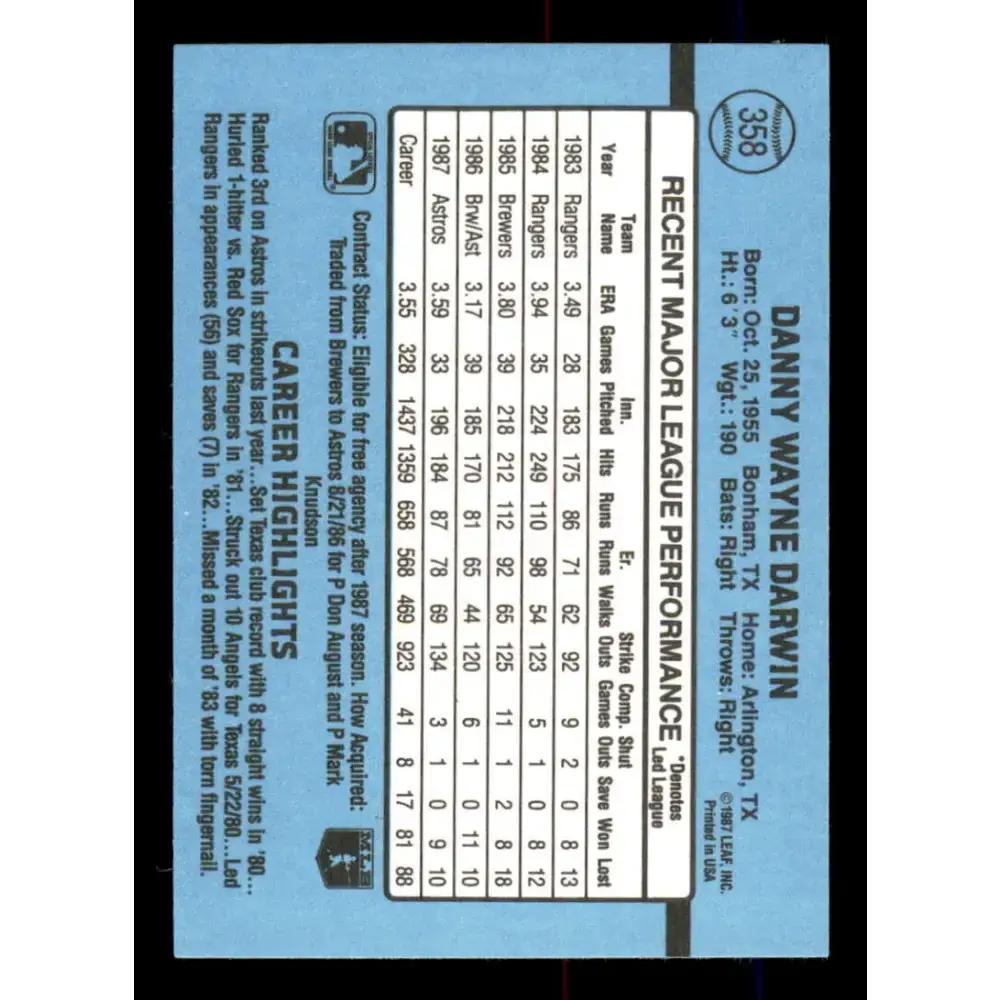 358
DANNY WAYNE DARWIN
Born: Oct. 25, 1955 Bonham, TX Home: Arlington, TX
Ht.: 6'3" Wgt.: 190 Bats: Right Throws: Right
©1987 LEAF, INC.
Printed in USA
RECENT MAJOR LEAGUE PERFORMANCE *Denotes Led League
Team Inn. Er. Strike Comp. Shut
Year Name ERA Games Pitched Hits Runs Runs Walks Outs Games Outs Save Won Lost
1983 Rangers 3.49 28 183 175 86 71 62 92 9 2 0 8 13
1984 Rangers 3.94 35 224 249 110 98 54 123 5 1 0 8 12
1985 Brewers 3.80 39 218 212 112 92 65 125 11 1 2 8 18
1986 Brw/Ast 3.17 39 185 170 81 65 44 120 6 1 0 11 10
1987 Astros 3.59 33 196 184 87 78 69 134 3 1 0 9 10
Career 3.55 328 1437 1359 658 568 469 923 41 8 17 81 88
Contract Status: Eligible for free agency after 1987 season. How Acquired:
Traded from Brewers to Astros 8/21/86 for P Don August and P Mark
Knudson
MLB
CAREER HIGHLIGHTS
Ranked 3rd on Astros in strikeouts last year...Set Texas club record with 8 straight wins in '80...
Hurled 1-hitter vs. Red Sox for Rangers in '81...Struck out 10 Angels for Texas 5/22/80...Led
Rangers in appearances (56) and saves (7) in '82...Missed a month of '83 with torn fingernail.